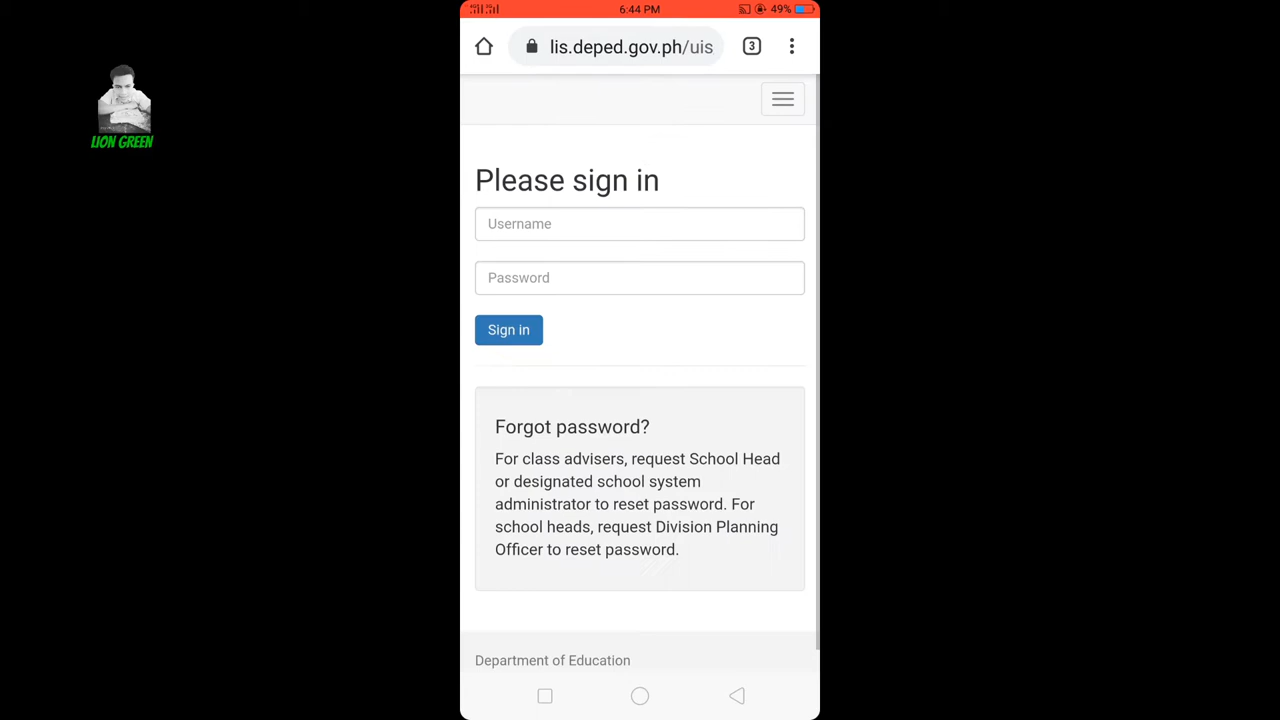 6:44 PM
49%
lis.deped.gov.ph/uis
3
LION GREEN
Please sign in
Username
Password
Sign in
Forgot password?
For class advisers, request School Head
or designated school system
administrator to reset password. For
school heads, request Division Planning
Officer to reset password.
Department of Education